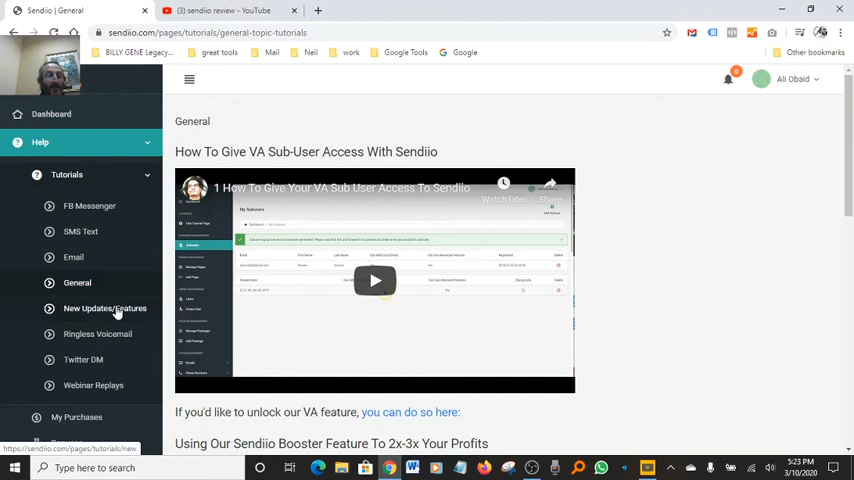 Sendiio | General
(3) sendiio review - YouTube
sendiio.com/pages/tutorials/general-topic-tutorials
BILLY GENE Legacy...
great tools
Mail
Neil
work
Google Tools
Google
Other bookmarks
0
Ali Obaid
Dashboard
Help
Tutorials
FB Messenger
SMS Text
Email
General
New Updates/Features
Ringless Voicemail
Twitter DM
Webinar Replays
My Purchases
https://sendiio.com/pages/tutorials/new
General
How To Give VA Sub-User Access With Sendiio
1 How To Give Your VA Sub User Access To Sendiio
Watch later
Share
If you'd like to unlock our VA feature, you can do so here:
Using Our Sendiio Booster Feature To 2x-3x Your Profits
Type here to search
5:23 PM
3/10/2020